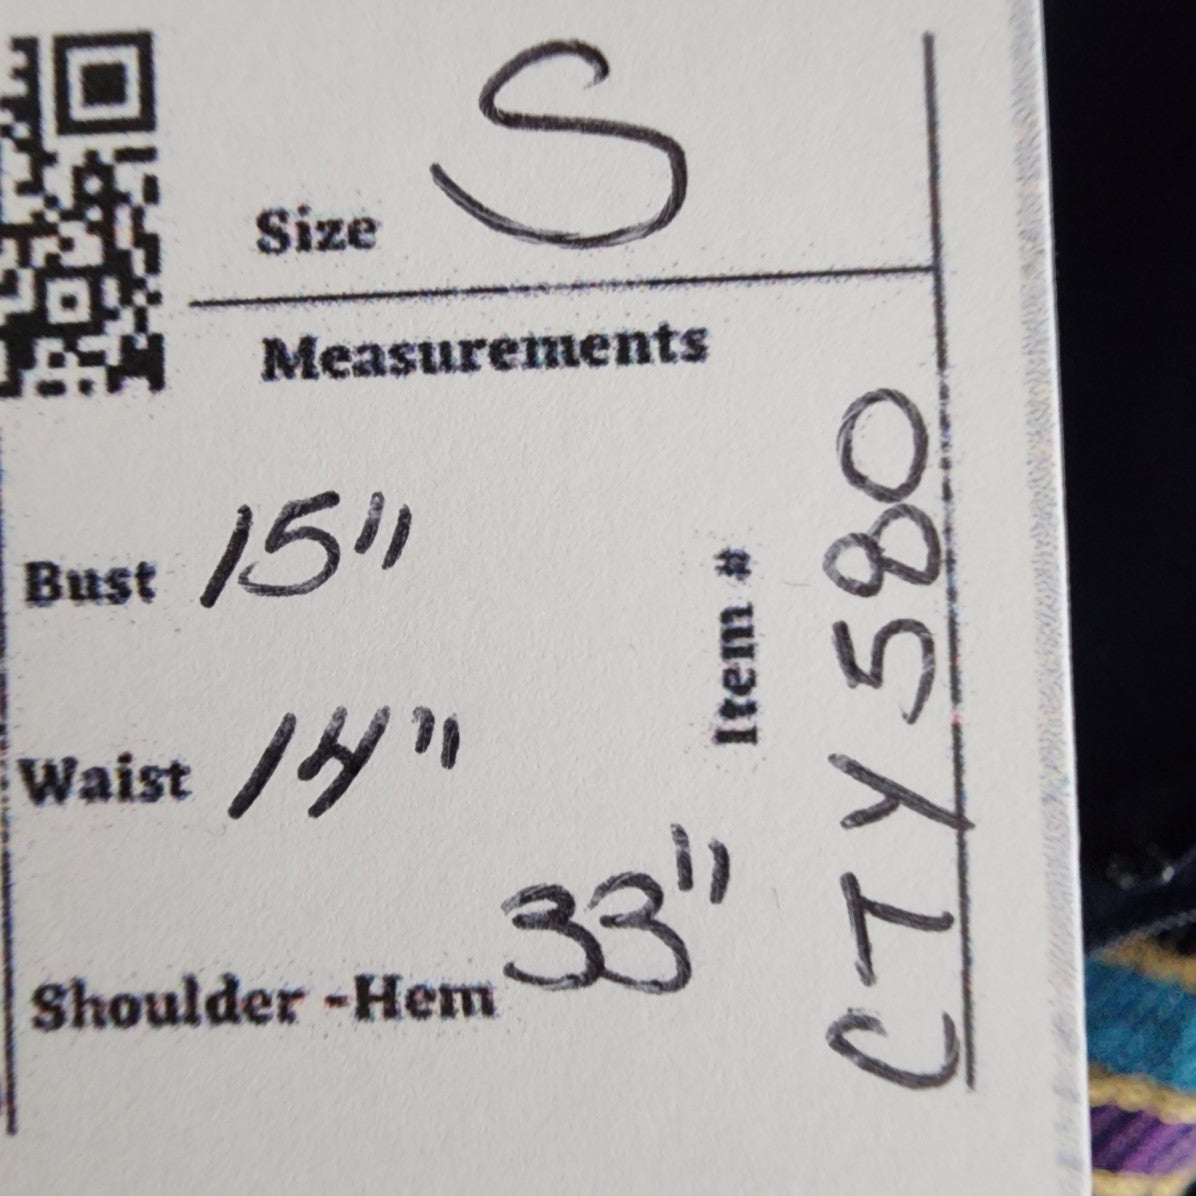 Size S
Measurements
Bust 15"
Waist 14"
Shoulder -Hem 33"
Item # CTY580